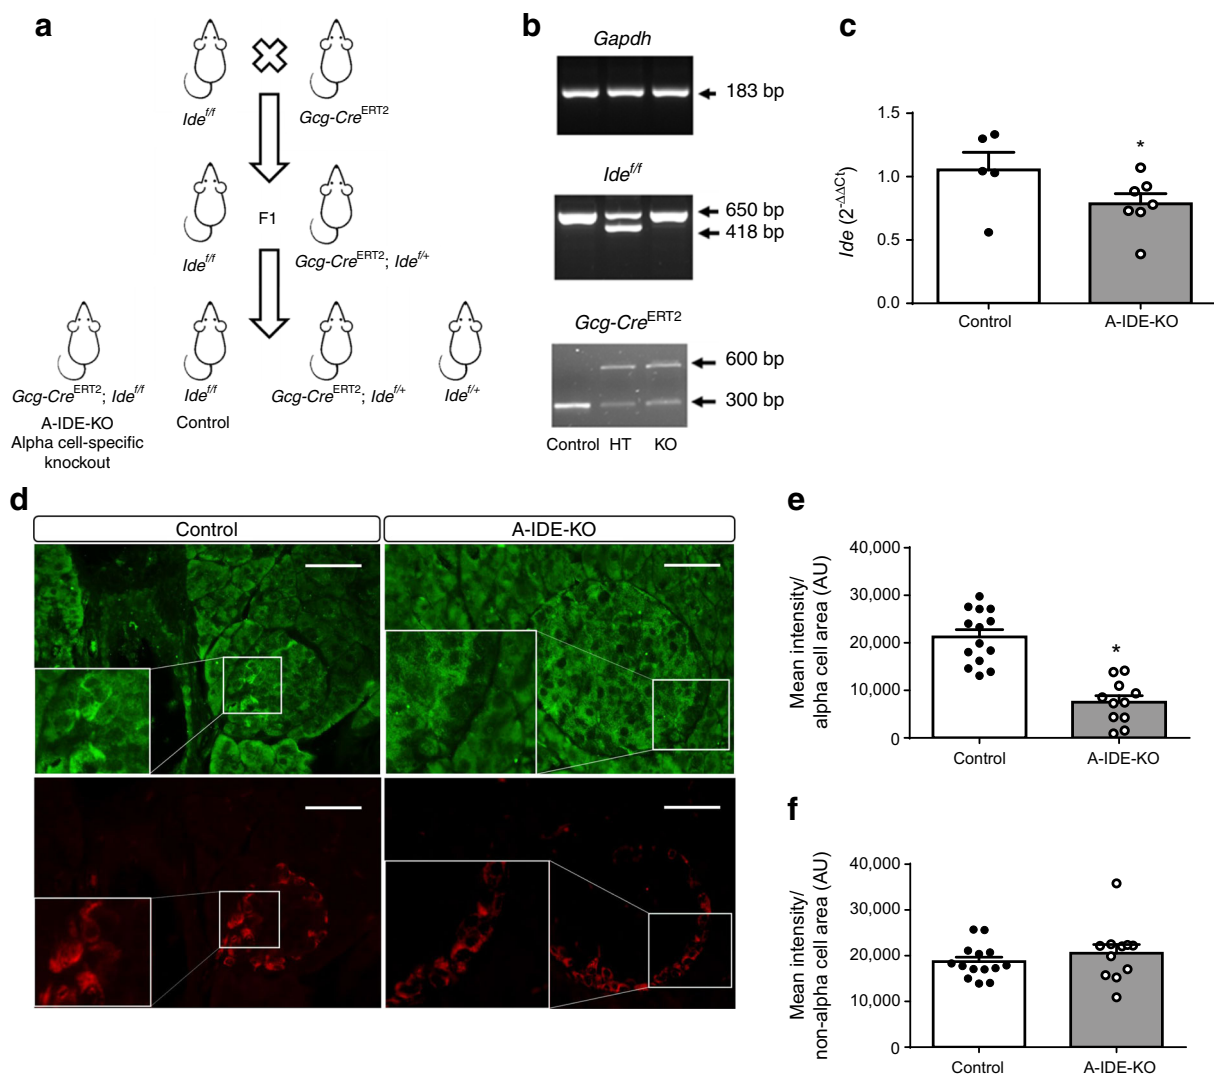 a
Ide^f/f
Gcg-Cre^ERT2
F1
Ide^f/f
Gcg-Cre^ERT2; Ide^f/+
Gcg-Cre^ERT2; Ide^f/f
Ide^f/f
Gcg-Cre^ERT2; Ide^f/+
Ide^f/+
A-IDE-KO
Alpha cell-specific
knockout
Control
b
Gapdh
183 bp
Ide^f/f
650 bp
418 bp
Gcg-Cre^ERT2
600 bp
300 bp
Control HT KO
c
Ide (2^-ΔΔCt)
1.5
1.0
0.5
0.0
*
Control
A-IDE-KO
d
Control
A-IDE-KO
e
Mean intensity/
alpha cell area (AU)
40,000
30,000
20,000
10,000
0
*
Control
A-IDE-KO
f
Mean intensity/
non-alpha cell area (AU)
40,000
30,000
20,000
10,000
0
Control
A-IDE-KO